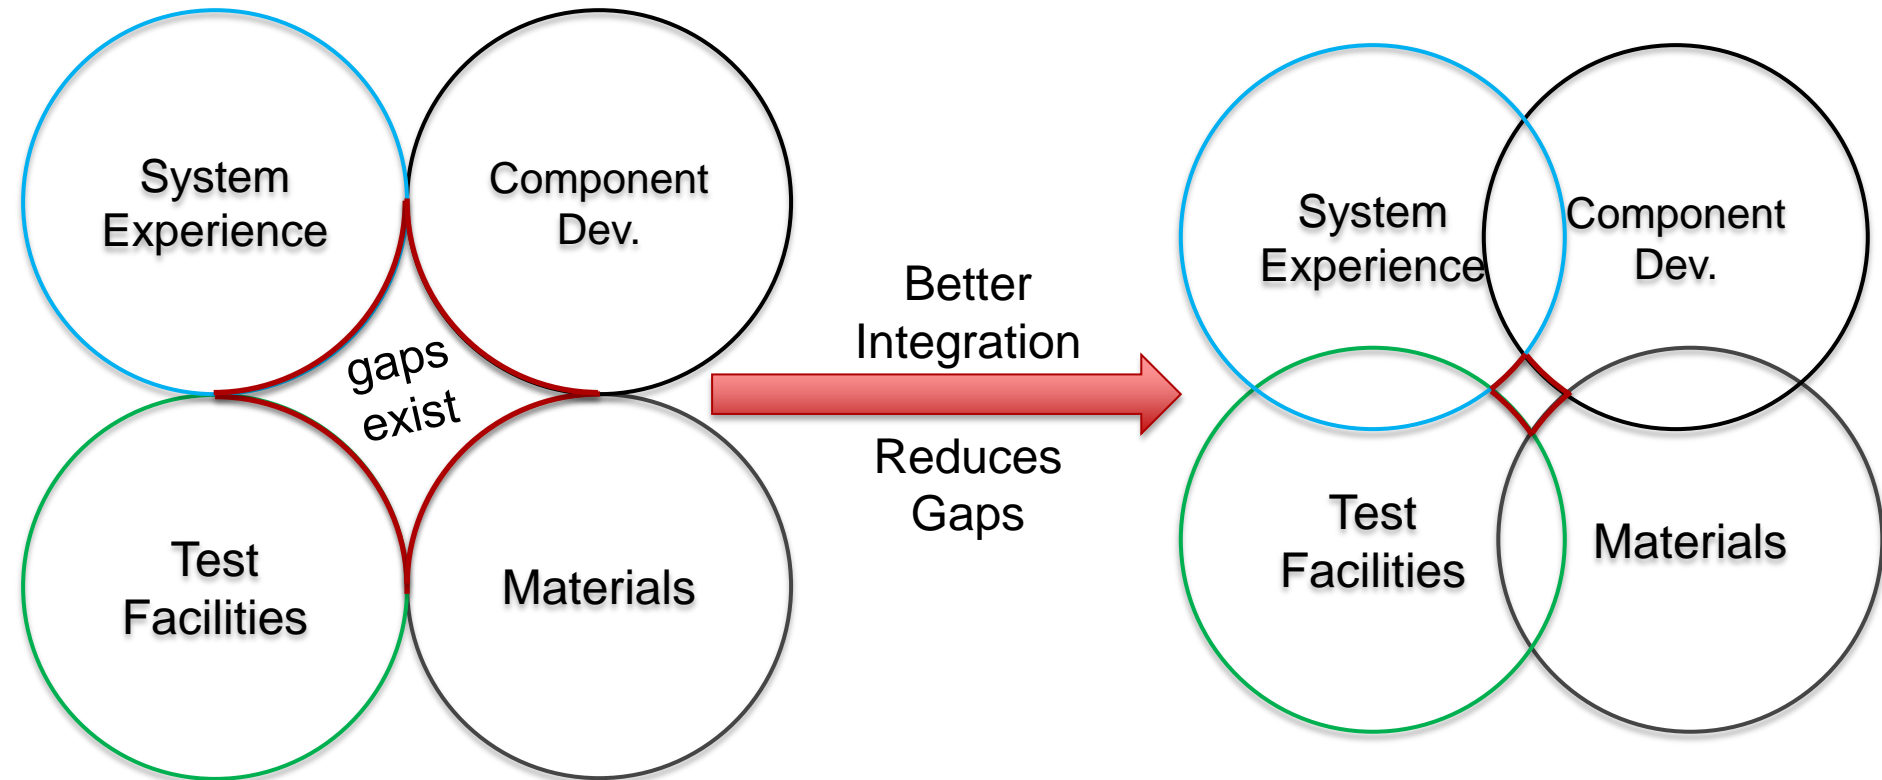 System
Experience
Component
Dev.
gaps
exist
Test
Facilities
Materials
Better
Integration
Reduces
Gaps
System
Experience
Component
Dev.
Test
Facilities
Materials